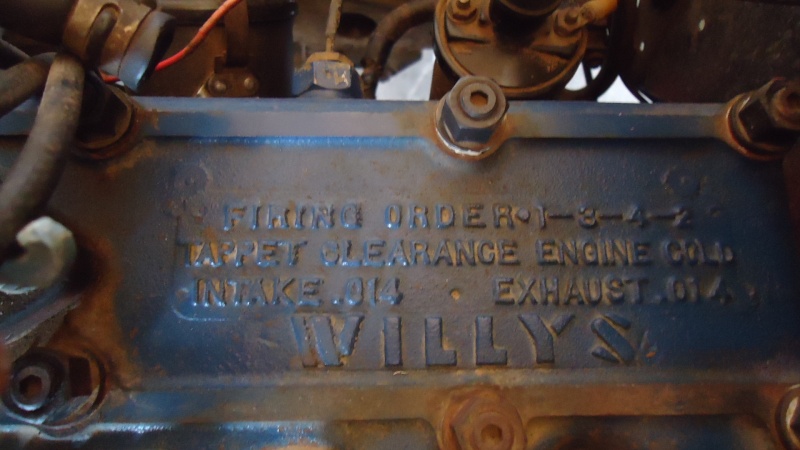 FIRING ORDER•1-3-4-2
TAPPET CLEARANCE ENGINE COLD
INTAKE .014 • EXHAUST .014
WILLYS